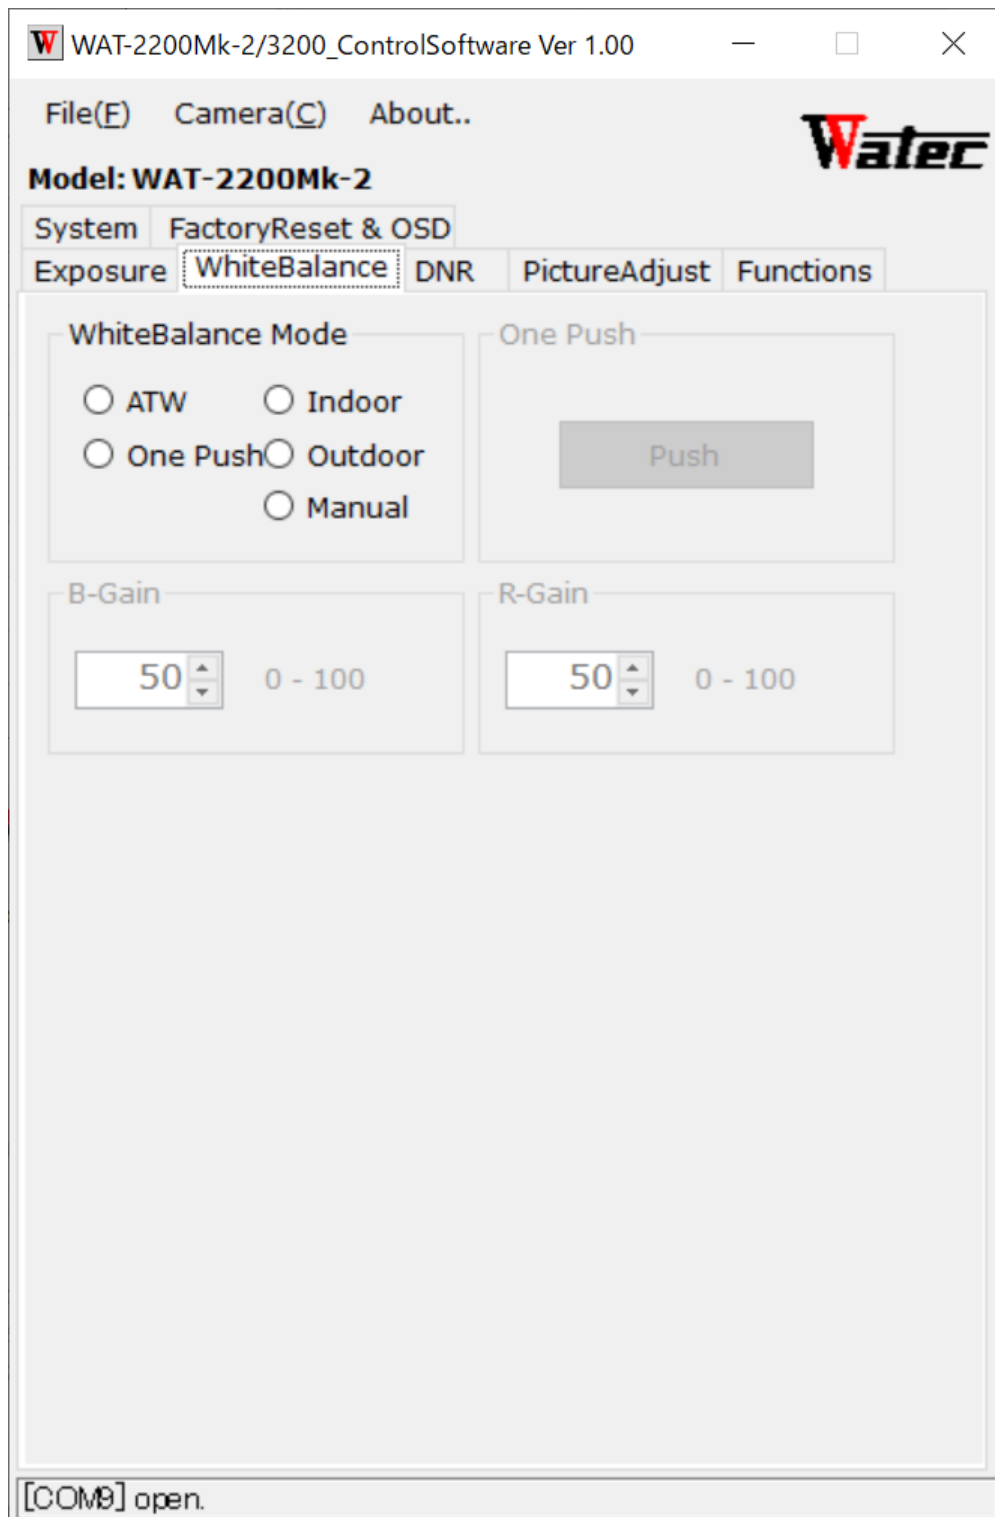 WAT-2200Mk-2/3200_ControlSoftware Ver 1.00
File(F) Camera(C) About..
Watec
Model: WAT-2200Mk-2
System FactoryReset & OSD
Exposure WhiteBalance DNR PictureAdjust Functions
WhiteBalance Mode
ATW Indoor
One Push Outdoor
Manual
One Push
Push
B-Gain
50 0 - 100
R-Gain
50 0 - 100
[COM9] open.